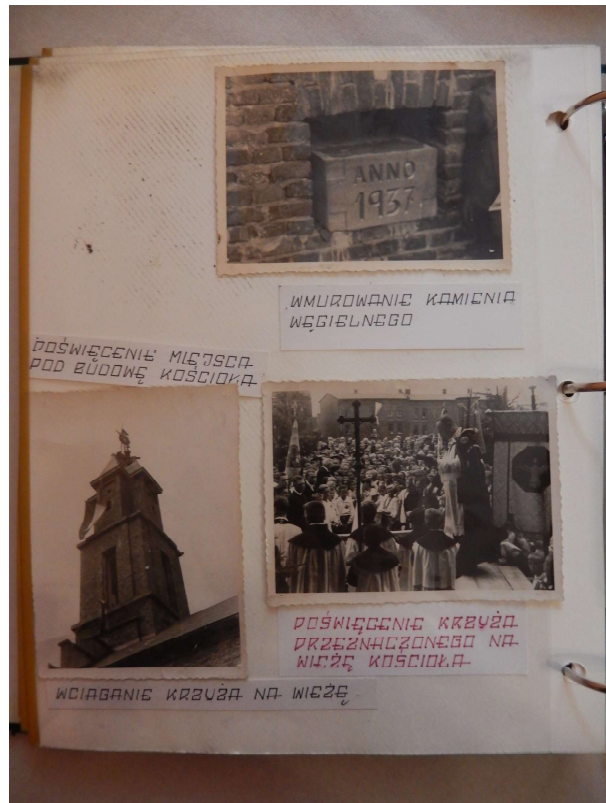 ANNO
1937
WMUROWANIE KAMIENIA
WĘGIELNEGO
POŚWIĘCENIE MIEJSCA
POD BUDOWĘ KOŚCIOŁA
POŚWIĘCENIE KRZYŻA
PRZEZNACZONEGO NA
WIEŻĘ KOŚCIOŁA
WCIĄGANIE KRZYŻA NA WIEŻĘ